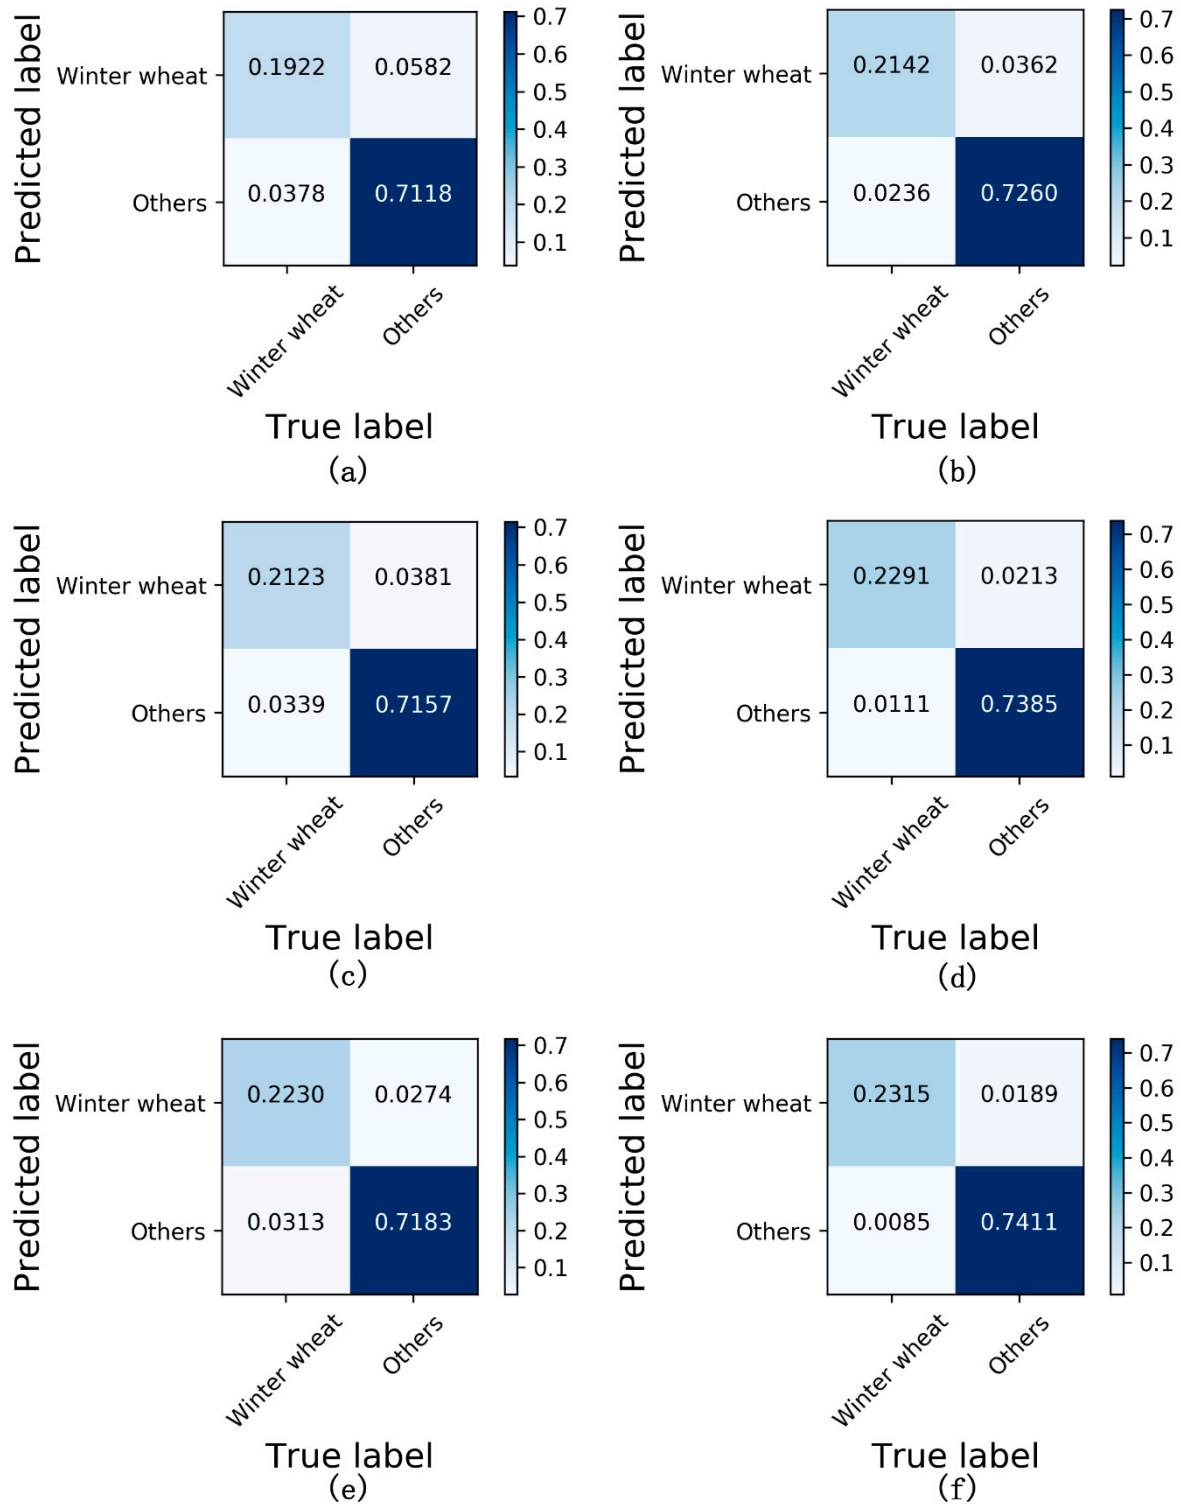 Predicted label
Winter wheat
Others
0.1922 0.0582
0.0378 0.7118
Winter wheat
Others
True label
0.7
0.6
0.5
0.4
0.3
0.2
0.1
(a)
Predicted label
Winter wheat
Others
0.2142 0.0362
0.0236 0.7260
Winter wheat
Others
True label
0.7
0.6
0.5
0.4
0.3
0.2
0.1
(b)
Predicted label
Winter wheat
Others
0.2123 0.0381
0.0339 0.7157
Winter wheat
Others
True label
0.7
0.6
0.5
0.4
0.3
0.2
0.1
(c)
Predicted label
Winter wheat
Others
0.2291 0.0213
0.0111 0.7385
Winter wheat
Others
True label
0.7
0.6
0.5
0.4
0.3
0.2
0.1
(d)
Predicted label
Winter wheat
Others
0.2230 0.0274
0.0313 0.7183
Winter wheat
Others
True label
0.7
0.6
0.5
0.4
0.3
0.2
0.1
(e)
Predicted label
Winter wheat
Others
0.2315 0.0189
0.0085 0.7411
Winter wheat
Others
True label
0.7
0.6
0.5
0.4
0.3
0.2
0.1
(f)